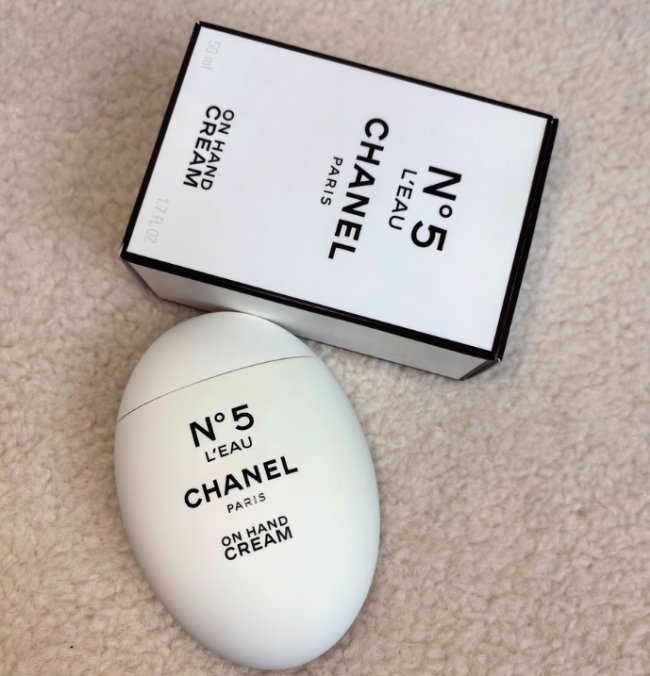 N° 5
L'EAU
CHANEL
PARIS
ON HAND
CREAM
50 ml
1.7 FL.OZ.
N° 5
L'EAU
CHANEL
PARIS
ON HAND
CREAM